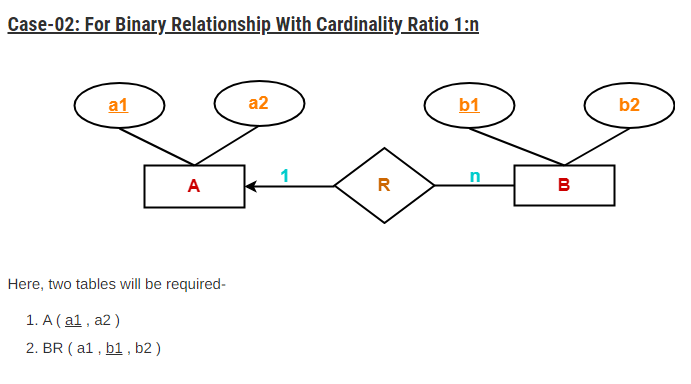 Case-02: For Binary Relationship With Cardinality Ratio 1:n
a1 a2 b1 b2
A 1 R n B
Here, two tables will be required-
1. A ( a1 , a2 )
2. BR ( a1 , b1 , b2 )